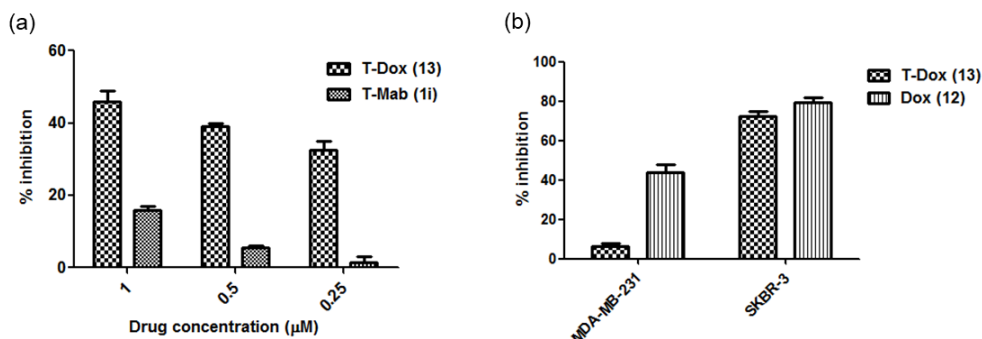 (a)
60
40
20
0
% inhibition
T-Dox (13)
T-Mab (1i)
1
0.5
0.25
Drug concentration (µM)
(b)
100
80
60
40
20
0
% inhibition
T-Dox (13)
Dox (12)
MDA-MB-231
SKBR-3